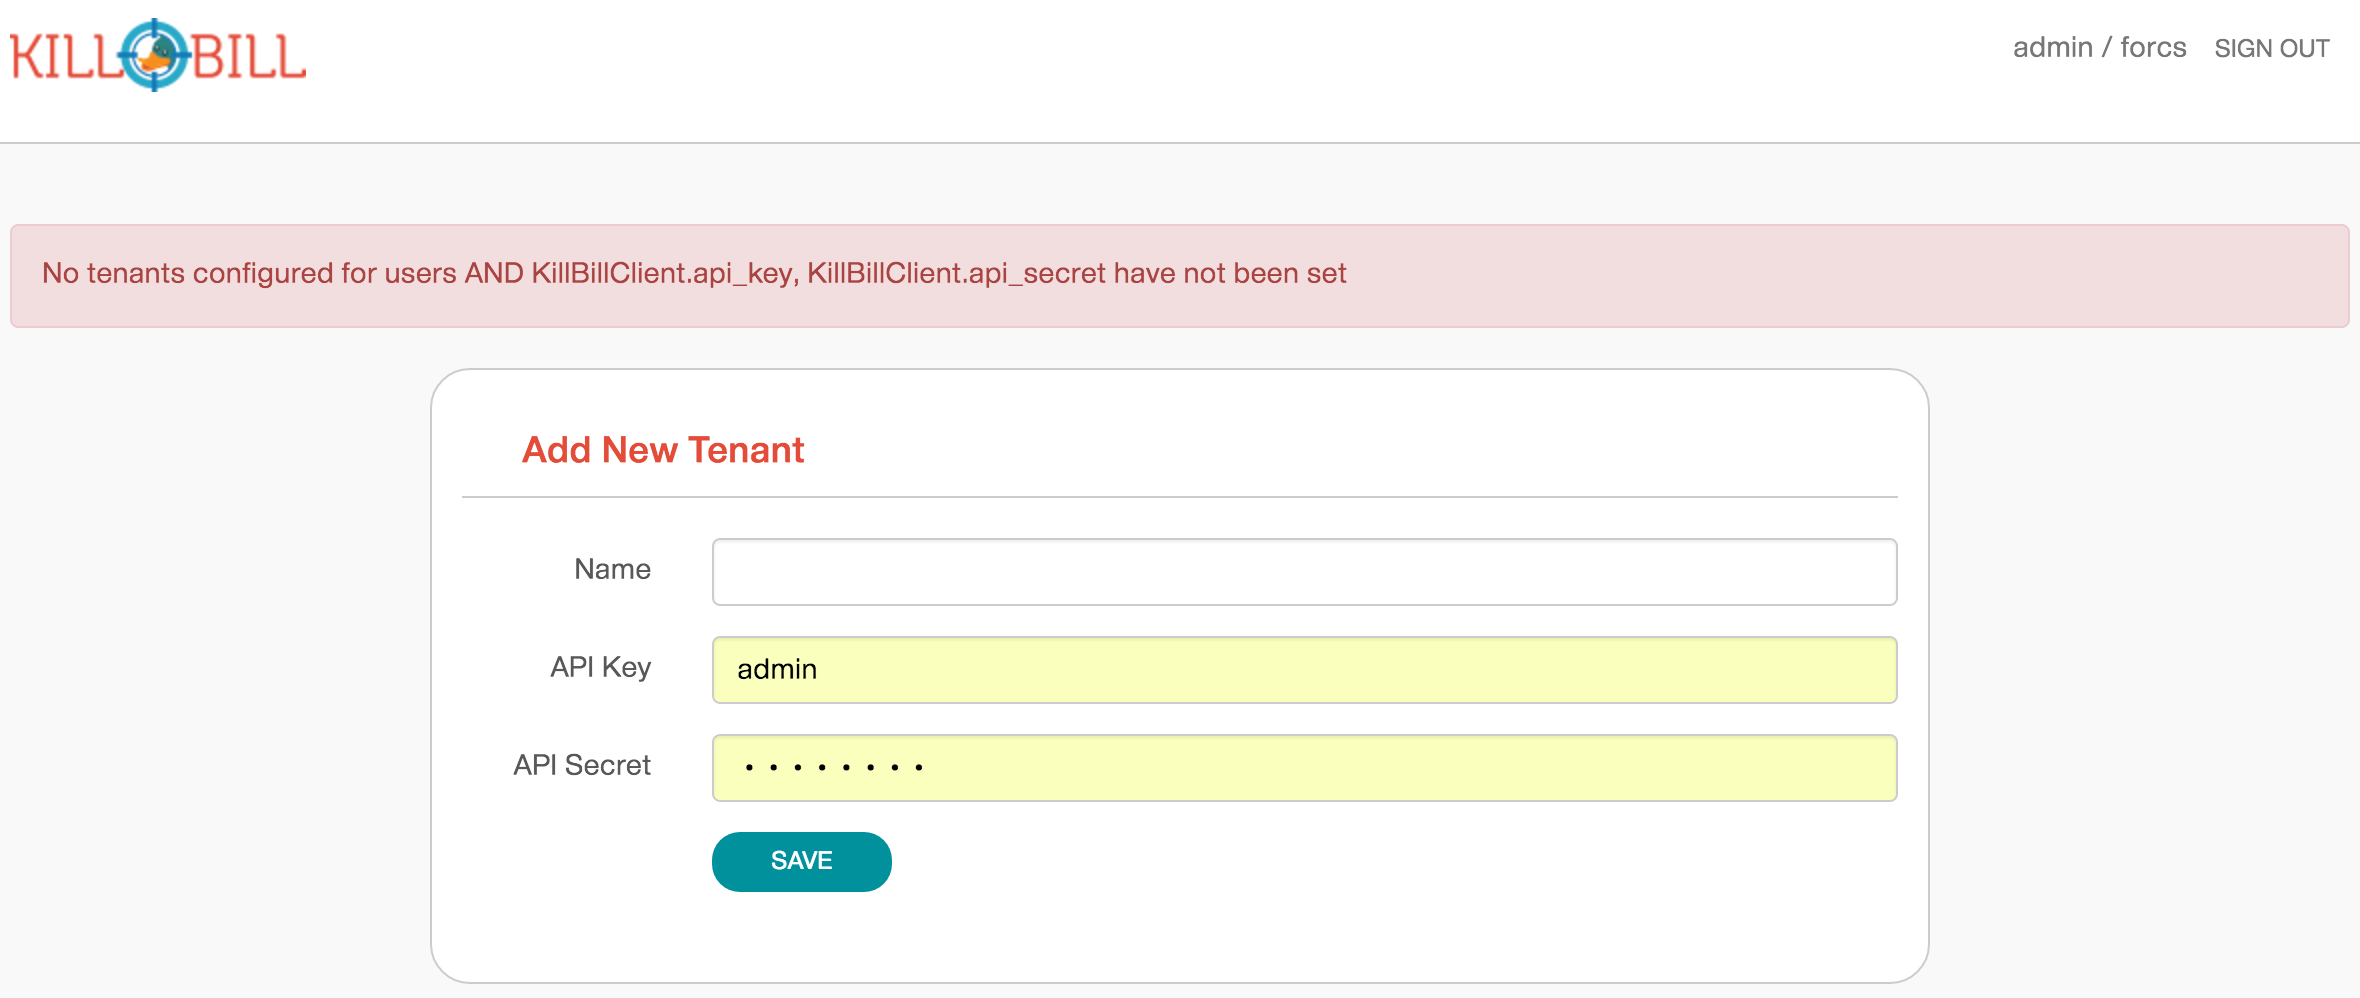 KILL BILL
admin / forcs SIGN OUT
No tenants configured for users AND KillBillClient.api_key, KillBillClient.api_secret have not been set
Add New Tenant
Name
API Key admin
API Secret ••••••••
SAVE